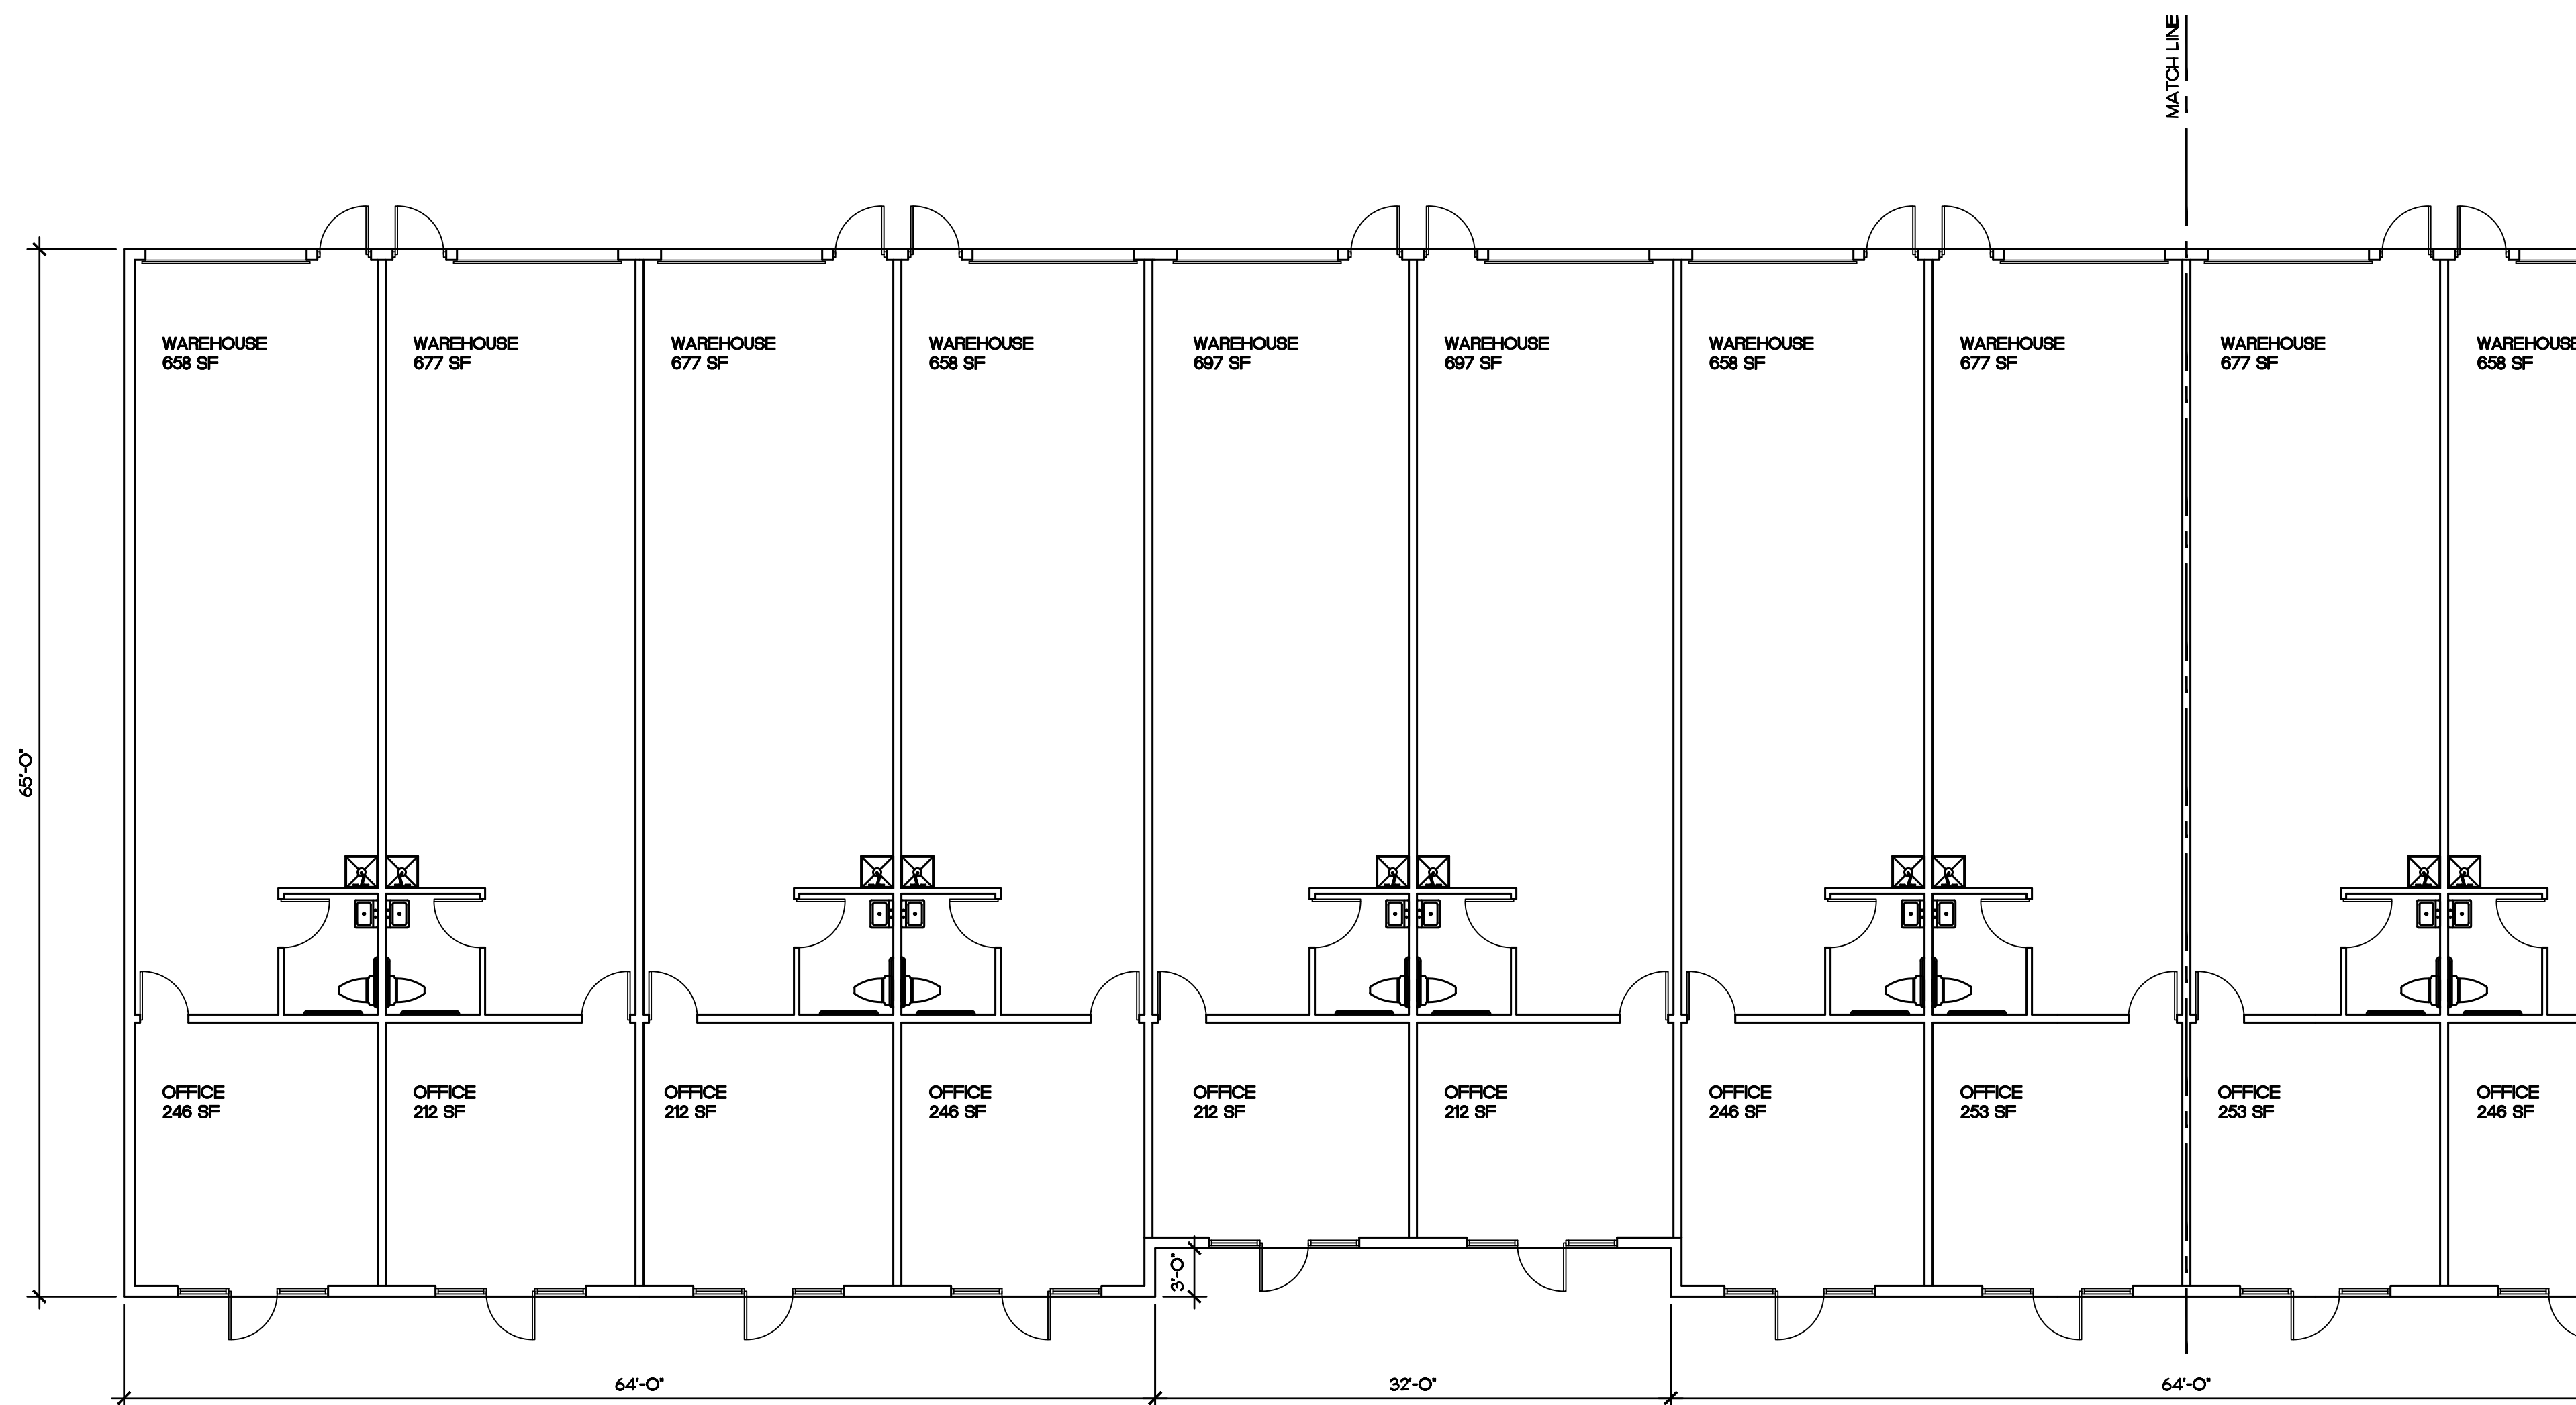 MATCH LINE
WAREHOUSE
658 SF
WAREHOUSE
677 SF
WAREHOUSE
677 SF
WAREHOUSE
658 SF
WAREHOUSE
697 SF
WAREHOUSE
697 SF
WAREHOUSE
658 SF
WAREHOUSE
677 SF
WAREHOUSE
677 SF
WAREHOUSE
658 SF
65'-0"
OFFICE
246 SF
OFFICE
212 SF
OFFICE
212 SF
OFFICE
246 SF
OFFICE
212 SF
OFFICE
212 SF
OFFICE
246 SF
OFFICE
253 SF
OFFICE
253 SF
OFFICE
246 SF
3'-0"
64'-0"
32'-0"
64'-0"